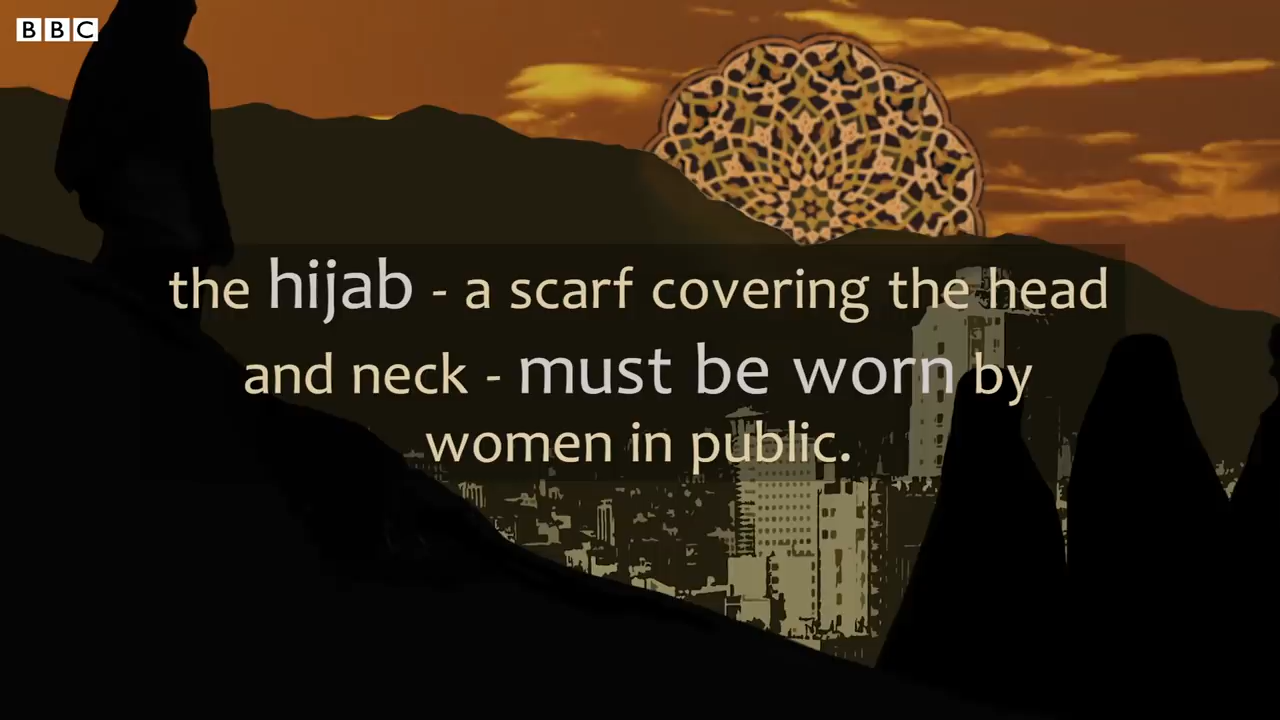 BBC
the hijab - a scarf covering the head
and neck - must be worn by
women in public.